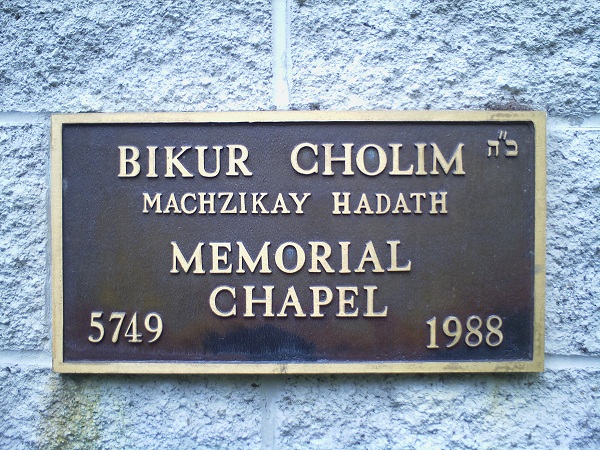 ב"ה
BIKUR CHOLIM
MACHZIKAY HADATH
MEMORIAL
CHAPEL
5749 1988